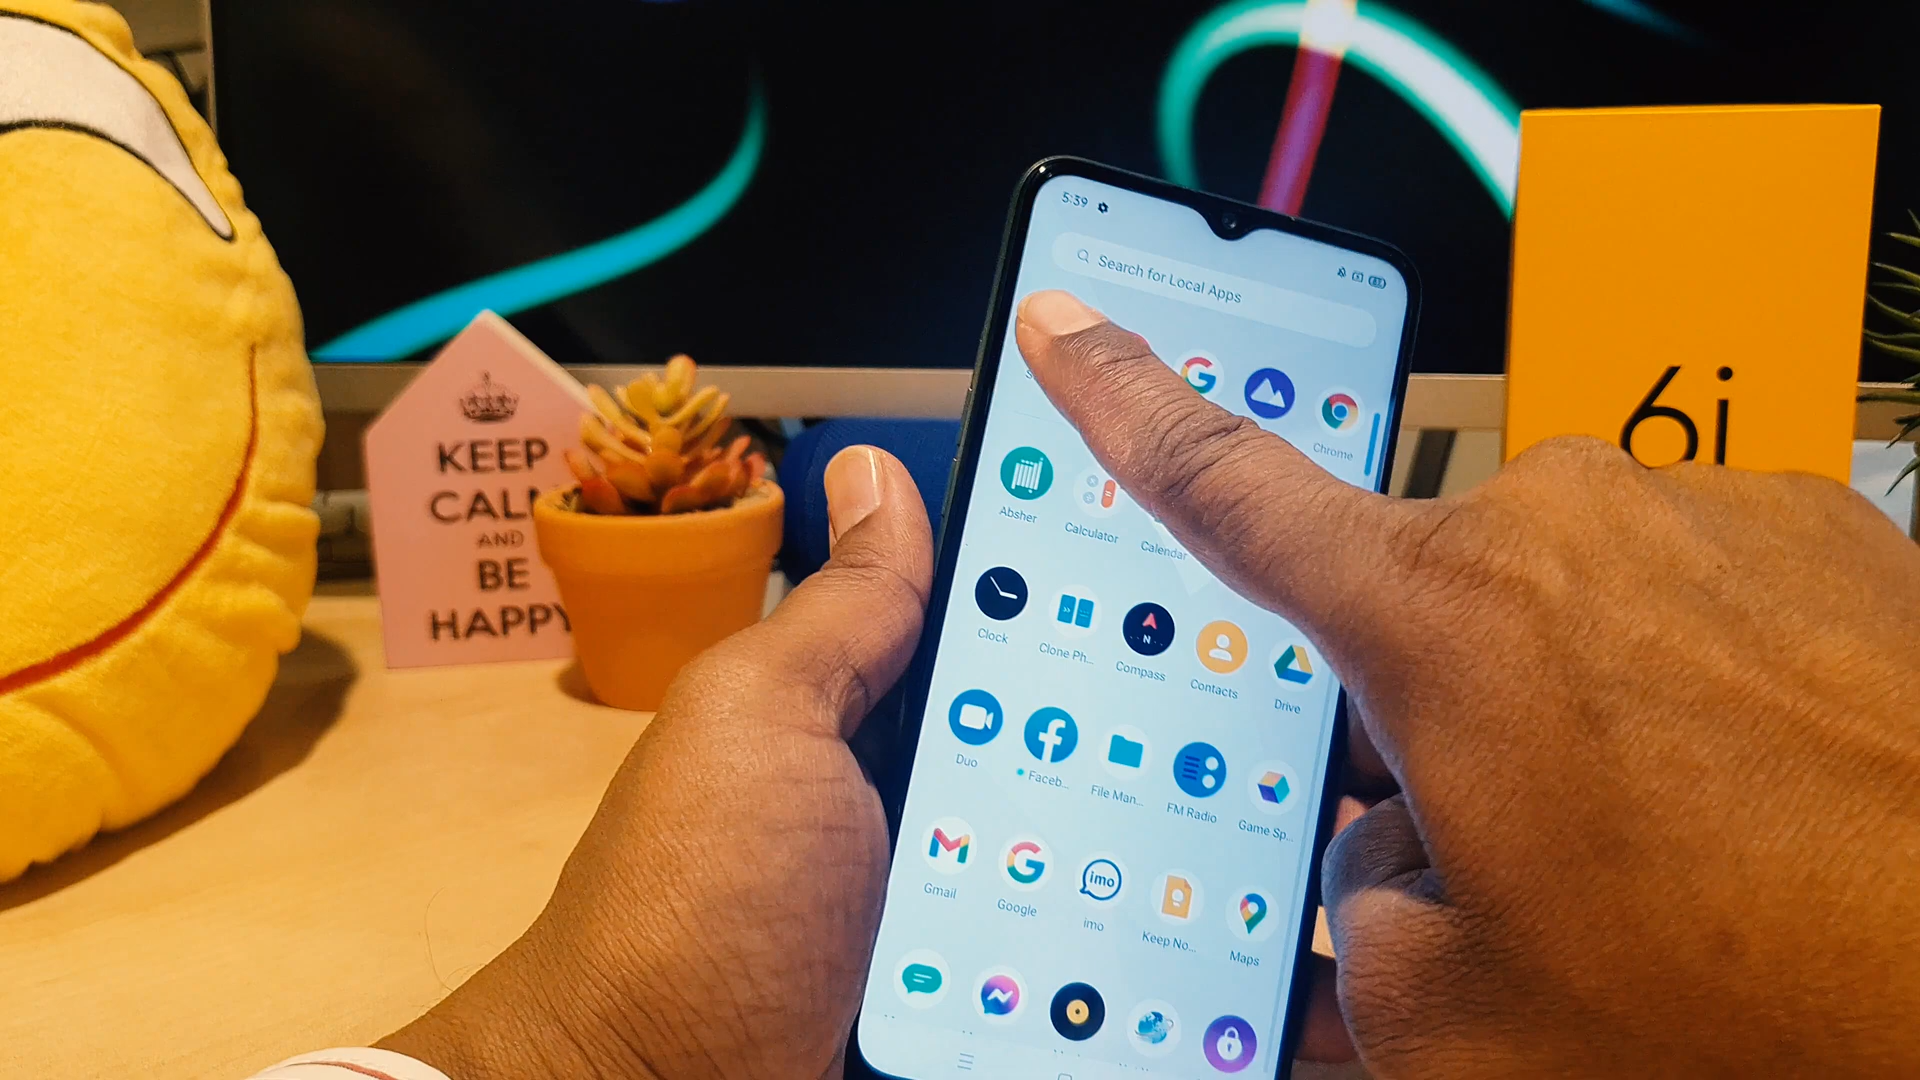 KEEP
CALM
AND
BE
HAPPY
6i
5:39
Search for Local Apps
Chrome
Absher
Calculator
Calendar
Clock
Clone Ph...
Compass
Contacts
Drive
Duo
Faceb...
File Man...
FM Radio
Game Sp...
Gmail
Google
imo
imo
Keep No...
Maps